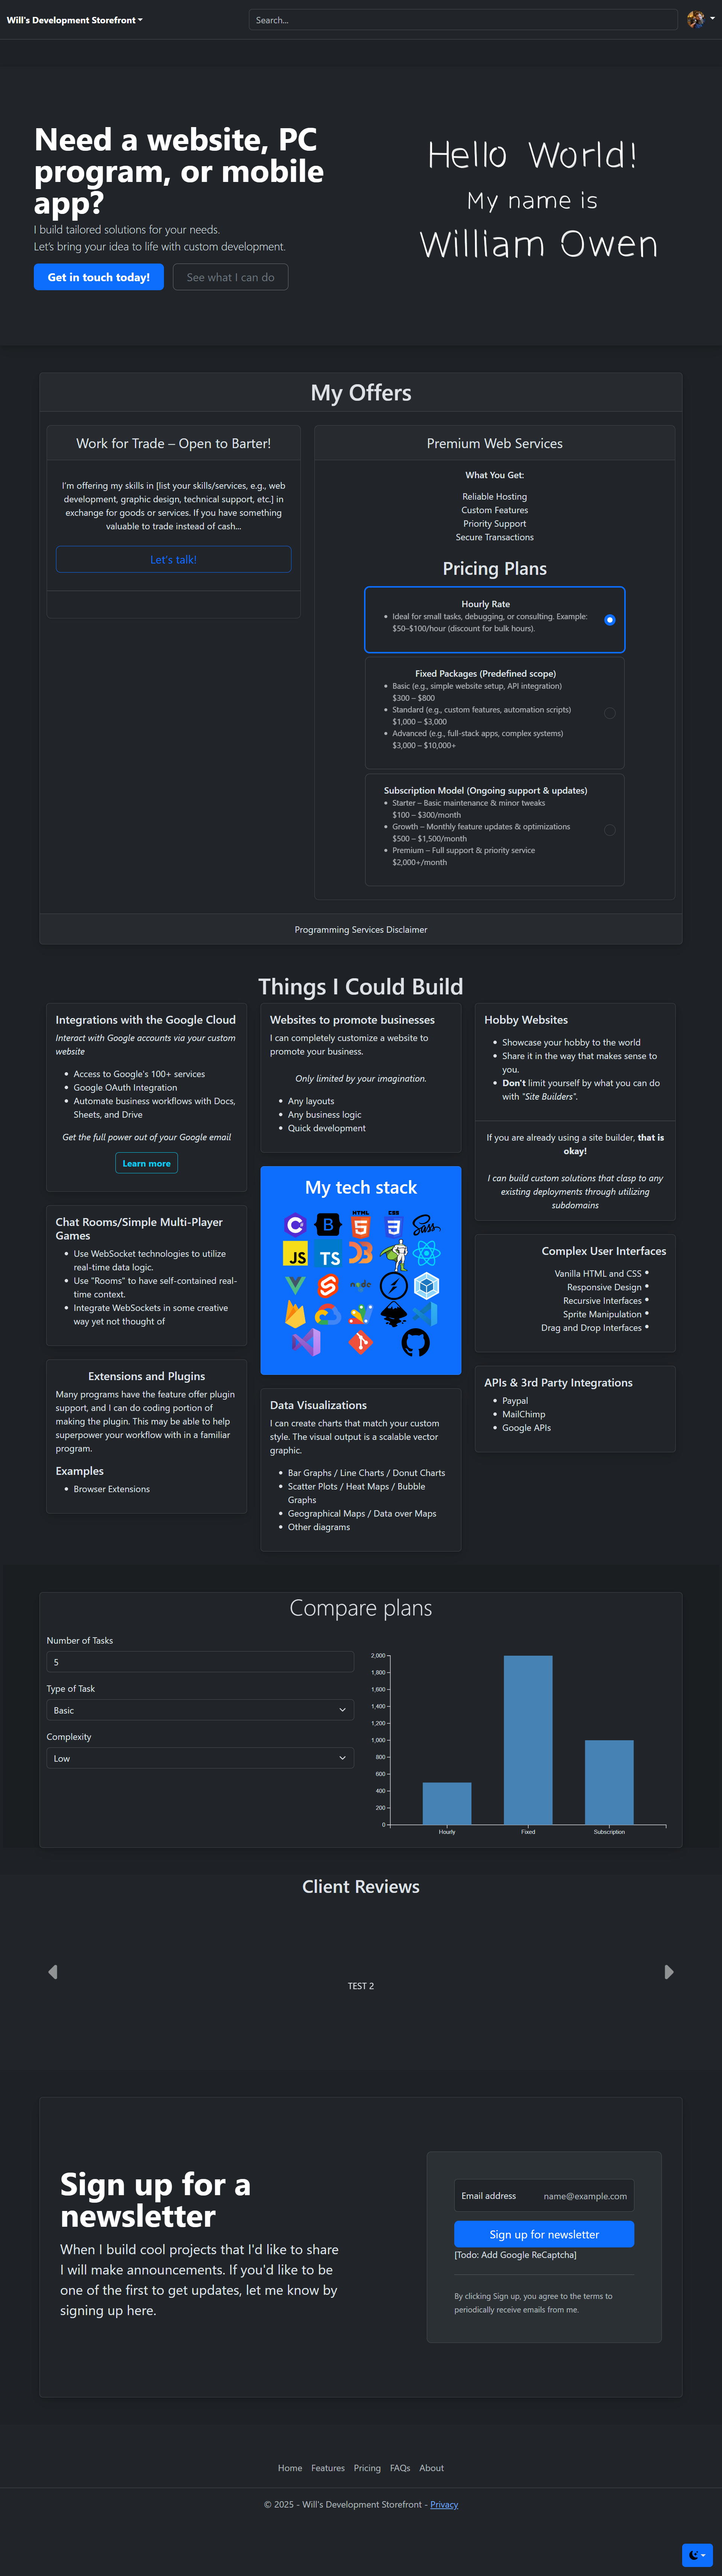 Will's Development Storefront
Search...
Need a website, PC
program, or mobile
app?
I build tailored solutions for your needs.
Let's bring your idea to life with custom development.
Get in touch today!
See what I can do
Hello World!
My name is
William Owen
My Offers
Work for Trade – Open to Barter!
I'm offering my skills in [list your skills/services, e.g., web
development, graphic design, technical support, etc.] in
exchange for goods or services. If you have something
valuable to trade instead of cash...
Let's talk!
Premium Web Services
What You Get:
Reliable Hosting
Custom Features
Priority Support
Secure Transactions
Pricing Plans
Hourly Rate
Ideal for small tasks, debugging, or consulting. Example:
$50–$100/hour (discount for bulk hours).
Fixed Packages (Predefined scope)
Basic (e.g., simple website setup, API integration)
$300 – $800
Standard (e.g., custom features, automation scripts)
$1,000 – $3,000
Advanced (e.g., full-stack apps, complex systems)
$3,000 – $10,000+
Subscription Model (Ongoing support & updates)
Starter – Basic maintenance & minor tweaks
$100 – $300/month
Growth – Monthly feature updates & optimizations
$500 – $1,500/month
Premium – Full support & priority service
$2,000+/month
Programming Services Disclaimer
Things I Could Build
Integrations with the Google Cloud
Interact with Google accounts via your custom
website
Access to Google's 100+ services
Google OAuth Integration
Automate business workflows with Docs,
Sheets, and Drive
Get the full power out of your Google email
Learn more
Chat Rooms/Simple Multi-Player
Games
Use WebSocket technologies to utilize
real-time data logic.
Use "Rooms" to have self-contained real-
time context.
Integrate WebSockets in some creative
way yet not thought of
Extensions and Plugins
Many programs have the feature offer plugin
support, and I can do coding portion of
making the plugin. This may be able to help
superpower your workflow with in a familiar
program.
Examples
Browser Extensions
Websites to promote businesses
I can completely customize a website to
promote your business.
Only limited by your imagination.
Any layouts
Any business logic
Quick development
My tech stack
C
B
HTML
5
CSS
3
Sass
JS
TS
node
Data Visualizations
I can create charts that match your custom
style. The visual output is a scalable vector
graphic.
Bar Graphs / Line Charts / Donut Charts
Scatter Plots / Heat Maps / Bubble
Graphs
Geographical Maps / Data over Maps
Other diagrams
Hobby Websites
Showcase your hobby to the world
Share it in the way that makes sense to
you.
Don't limit yourself by what you can do
with "Site Builders".
If you are already using a site builder, that is
okay!
I can build custom solutions that clasp to any
existing deployments through utilizing
subdomains
Complex User Interfaces
Vanilla HTML and CSS
Responsive Design
Recursive Interfaces
Sprite Manipulation
Drag and Drop Interfaces
APIs & 3rd Party Integrations
Paypal
MailChimp
Google APIs
Compare plans
Number of Tasks
5
Type of Task
Basic
Complexity
Low
2,000
1,800
1,600
1,400
1,200
1,000
800
600
400
200
0
Hourly
Fixed
Subscription
Client Reviews
TEST 2
Sign up for a
newsletter
When I build cool projects that I'd like to share
I will make announcements. If you'd like to be
one of the first to get updates, let me know by
signing up here.
Email address
name@example.com
Sign up for newsletter
[Todo: Add Google ReCaptcha]
By clicking Sign up, you agree to the terms to
periodically receive emails from me.
Home Features Pricing FAQs About
© 2025 - Will's Development Storefront - Privacy